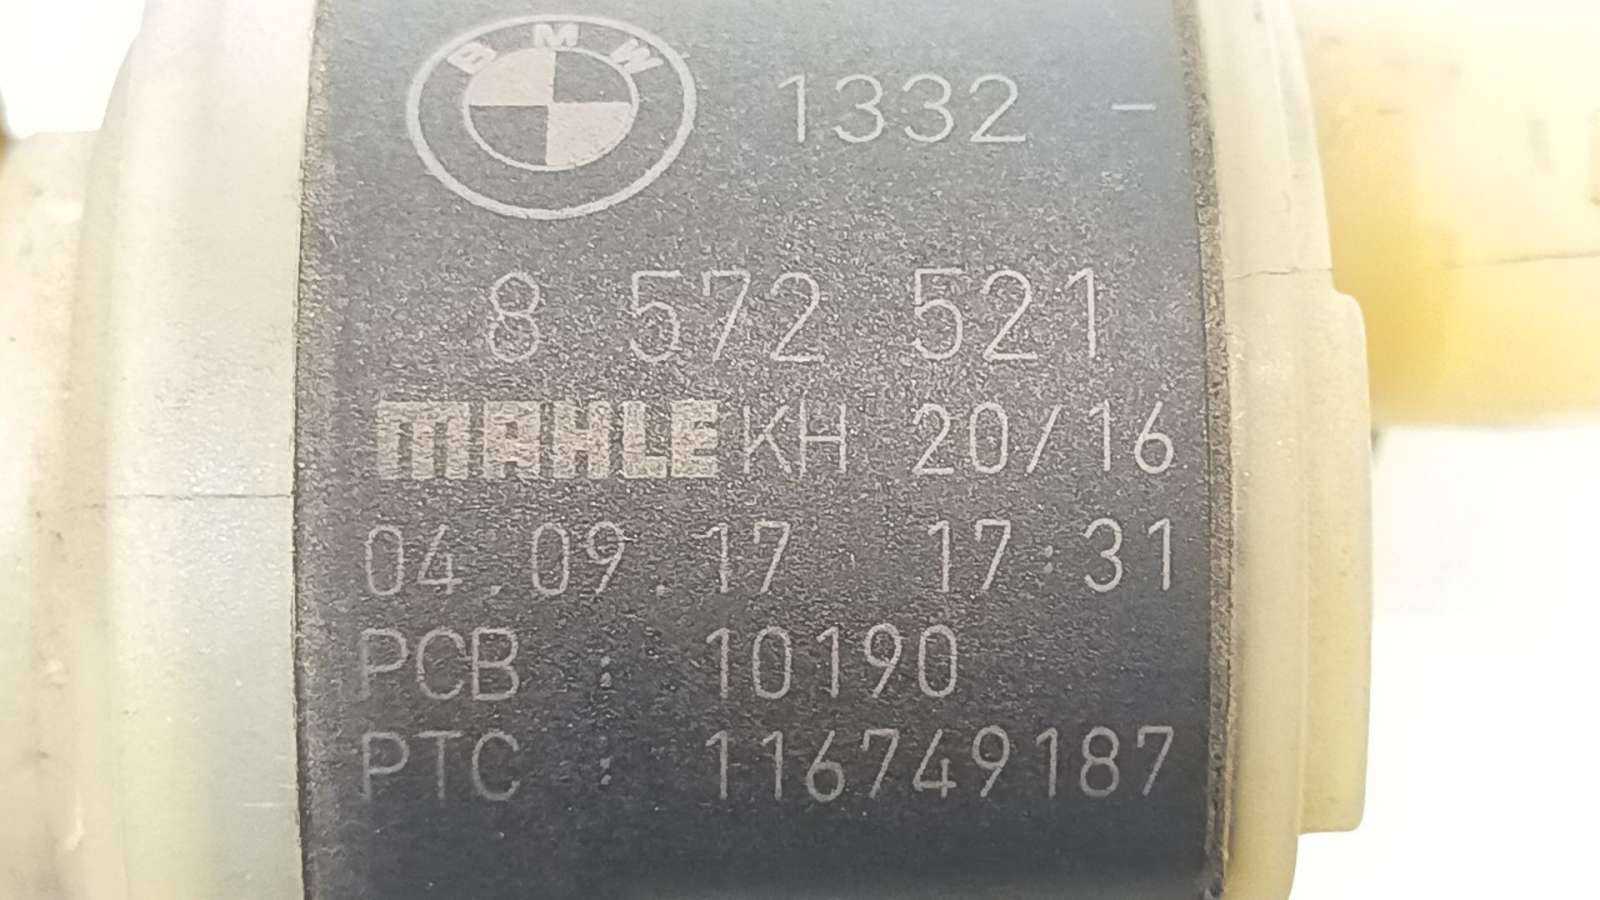 BMW 1332 -
8 572 521
MAHLE KH 20/16
04.09.17 17:31
PCB : 10190
PTC : 116749187